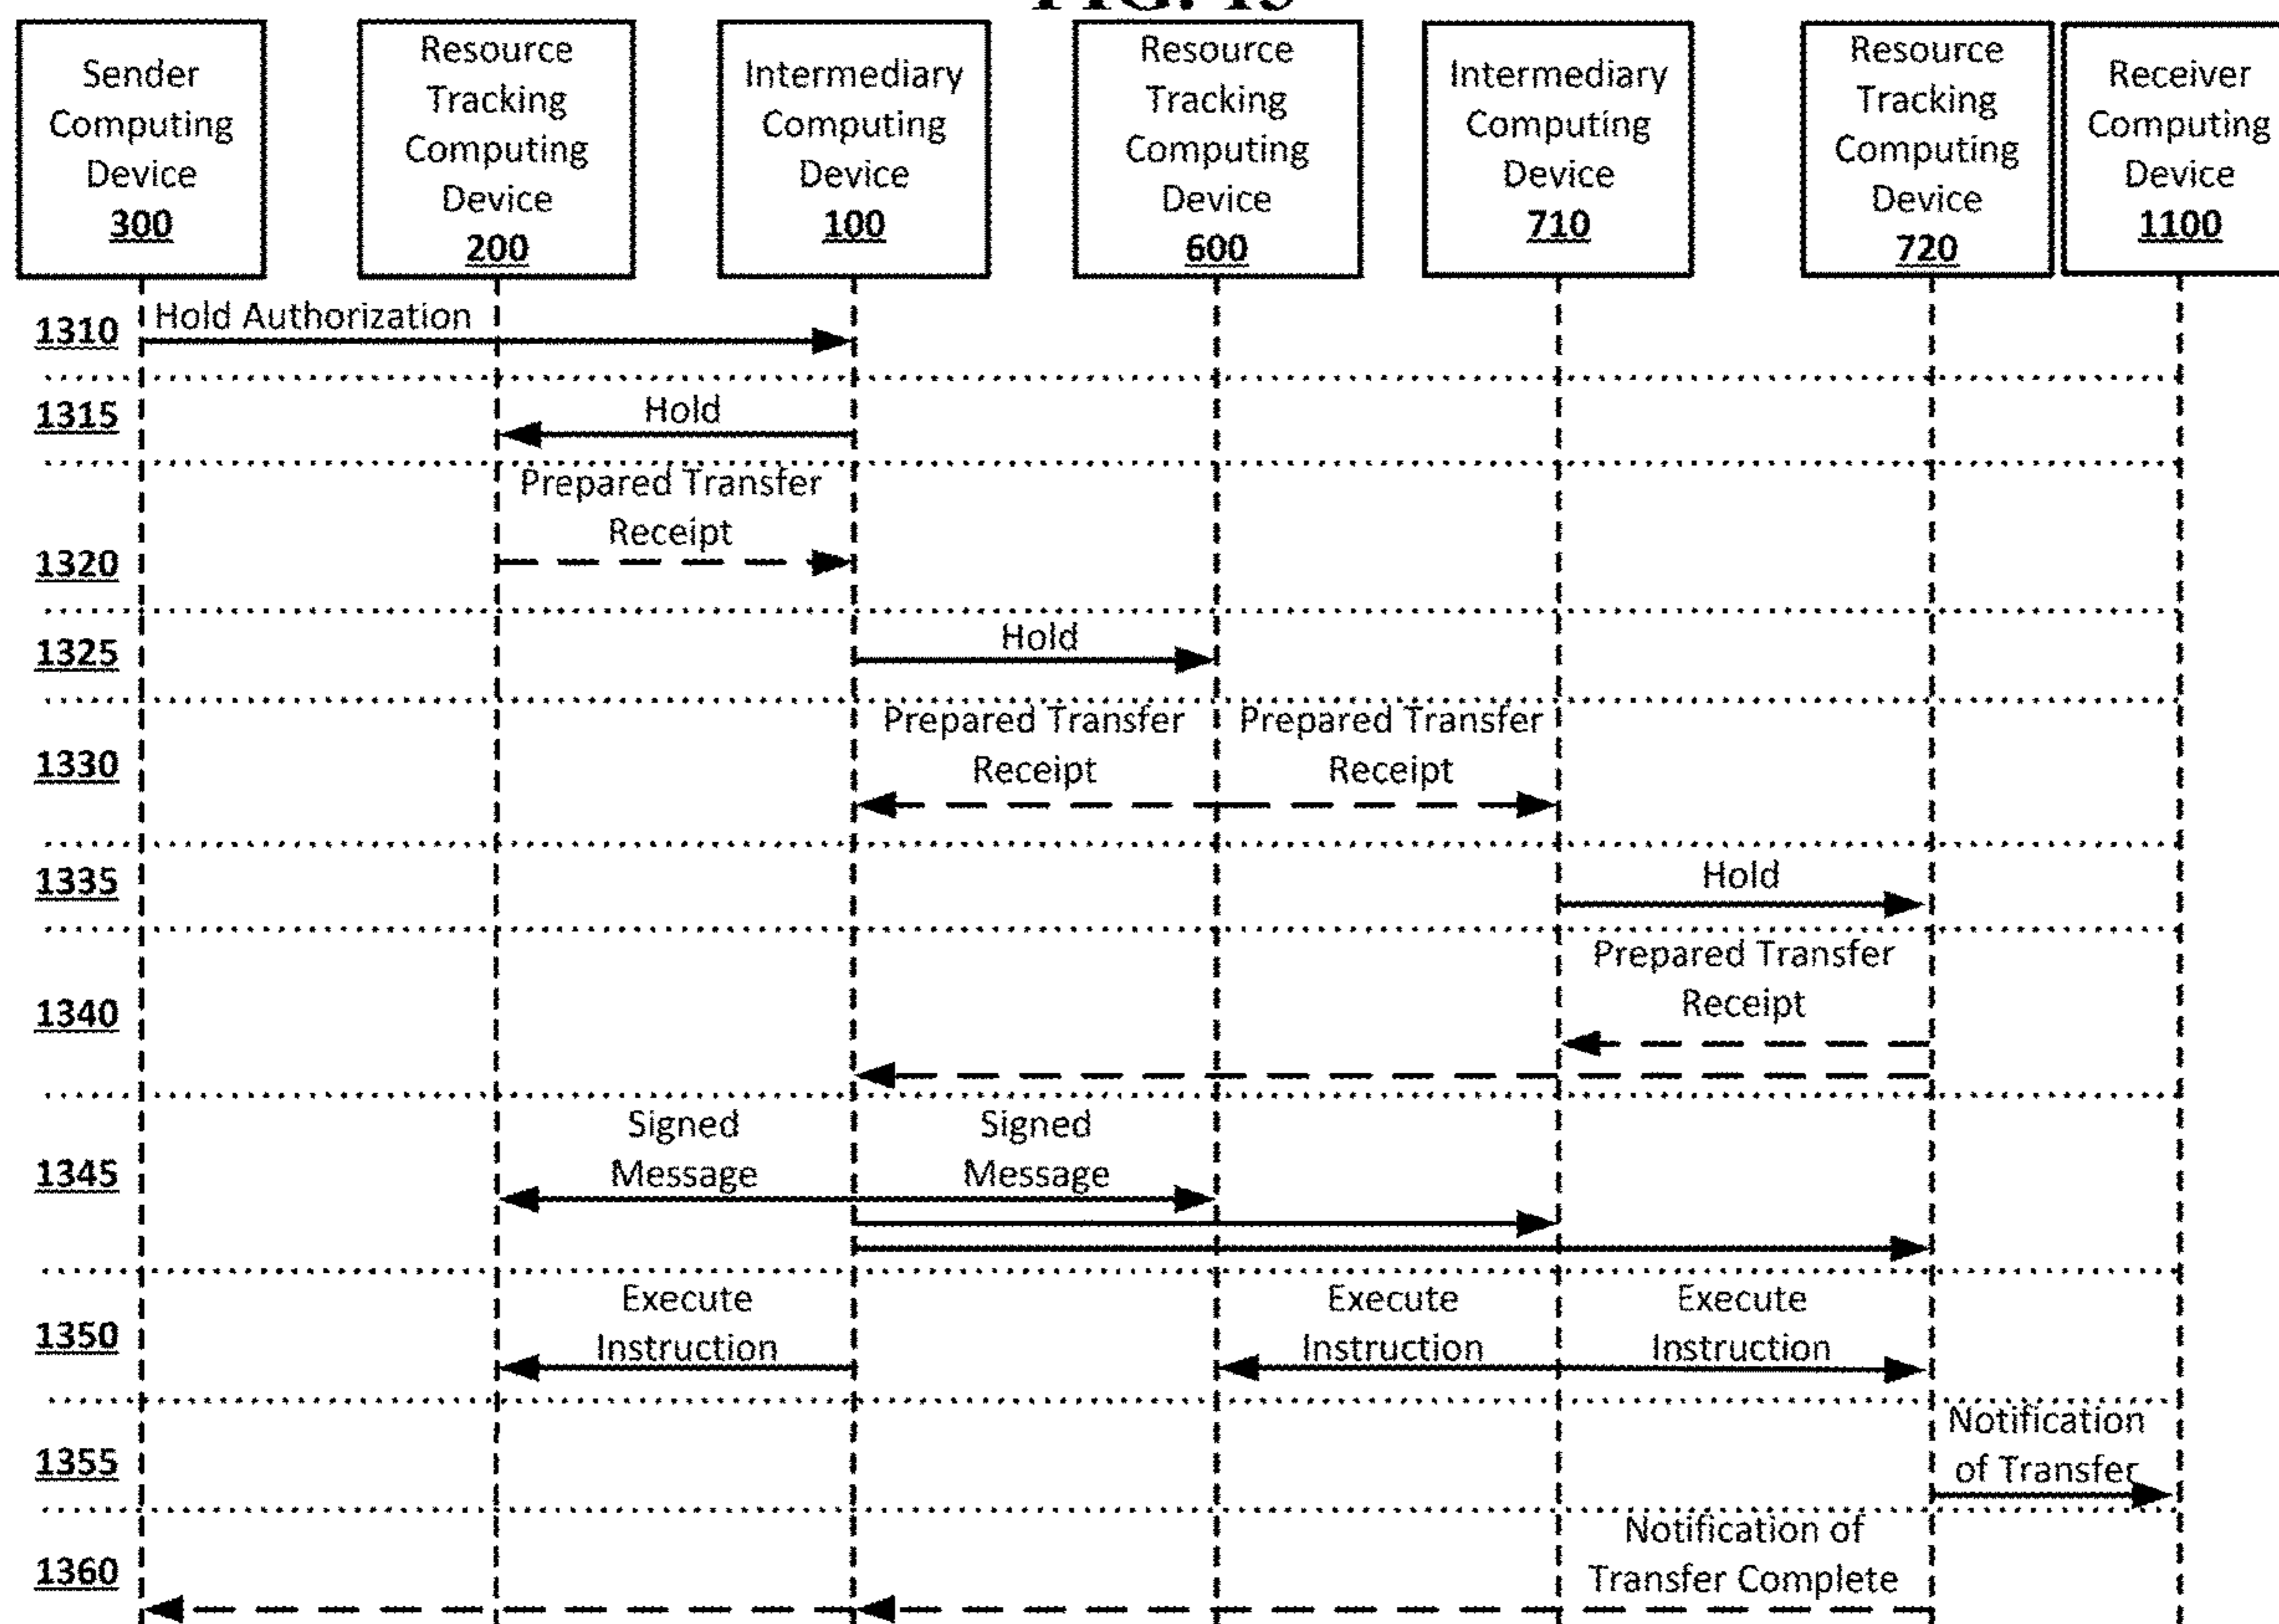 Sender
Computing
Device
300
Resource
Tracking
Computing
Device
200
Intermediary
Computing
Device
100
Resource
Tracking
Computing
Device
600
Intermediary
Computing
Device
710
Resource
Tracking
Computing
Device
720
Receiver
Computing
Device
1100
1310
Hold Authorization
1315
Hold
Prepared Transfer
Receipt
1320
1325
Hold
Prepared Transfer
Receipt
Prepared Transfer
Receipt
1330
1335
Hold
Prepared Transfer
Receipt
1340
Signed
Message
Signed
Message
1345
Execute
Instruction
Execute
Instruction
Execute
Instruction
1350
Notification
of Transfer
1355
Notification of
Transfer Complete
1360